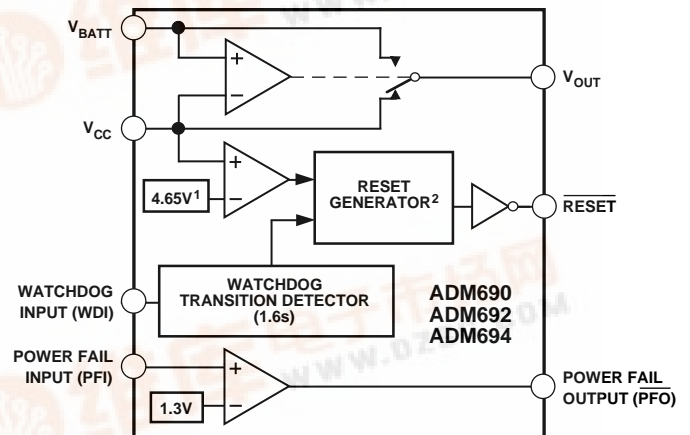 VBATT
VOUT
VCC
4.65V1
RESET
GENERATOR2
RESET
WATCHDOG
INPUT (WDI)
WATCHDOG
TRANSITION DETECTOR
(1.6s)
ADM690
ADM692
ADM694
POWER FAIL
INPUT (PFI)
1.3V
POWER FAIL
OUTPUT (PFO)